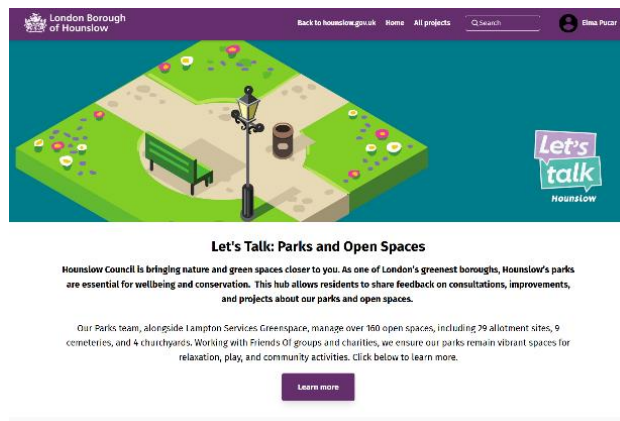 London Borough
of Hounslow
Back to hounslow.gov.uk Home All projects Search Elma Pucar
Let's
talk
Hounslow
Let's Talk: Parks and Open Spaces
Hounslow Council is bringing nature and green spaces closer to you. As one of London's greenest boroughs, Hounslow's parks
are essential for wellbeing and conservation. This hub allows residents to share feedback on consultations, improvements,
and projects about our parks and open spaces.
Our Parks team, alongside Lampton Services Greenspace, manage over 160 open spaces, including 29 allotment sites, 9
cemeteries, and 4 churchyards. Working with Friends Of groups and charities, we ensure our parks remain vibrant spaces for
relaxation, play, and community activities. Click below to learn more.
Learn more